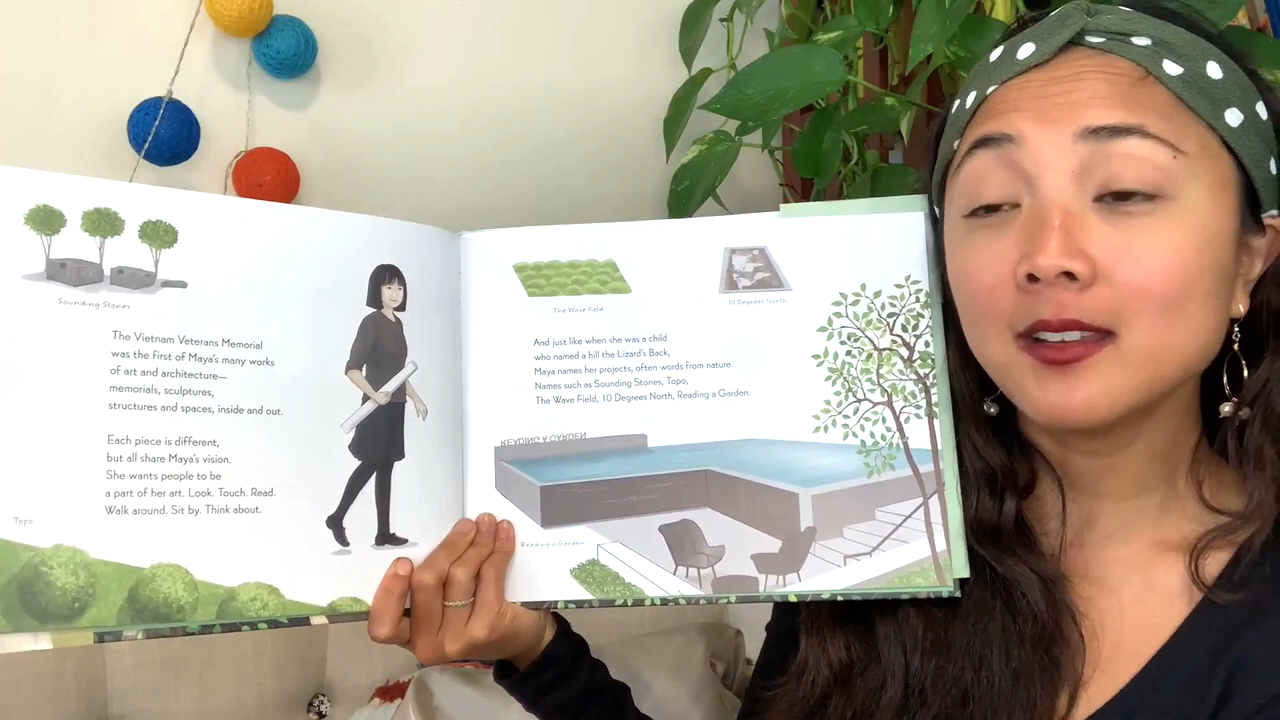 Sounding Stones
The Vietnam Veterans Memorial
was the first of Maya's many works
of art and architecture—
memorials, sculptures,
structures and spaces, inside and out.
Each piece is different,
but all share Maya's vision.
She wants people to be
a part of her art. Look. Touch. Read.
Walk around. Sit by. Think about.
Topo
The Wave Field
10 Degrees North
And just like when she was a child
who named a hill the Lizard's Back,
Maya names her projects, often words from nature.
Names such as Sounding Stones, Topo,
The Wave Field, 10 Degrees North, Reading a Garden.
READING A GARDEN
Reading a Garden